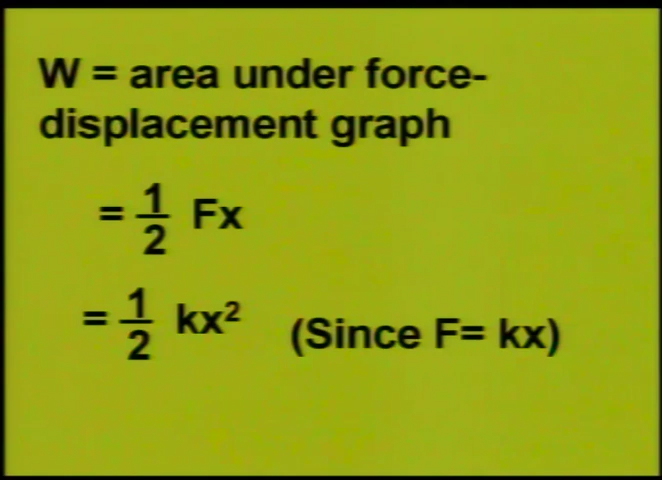 W = area under force-
displacement graph
= 1/2 Fx
= 1/2 kx² (Since F= kx)